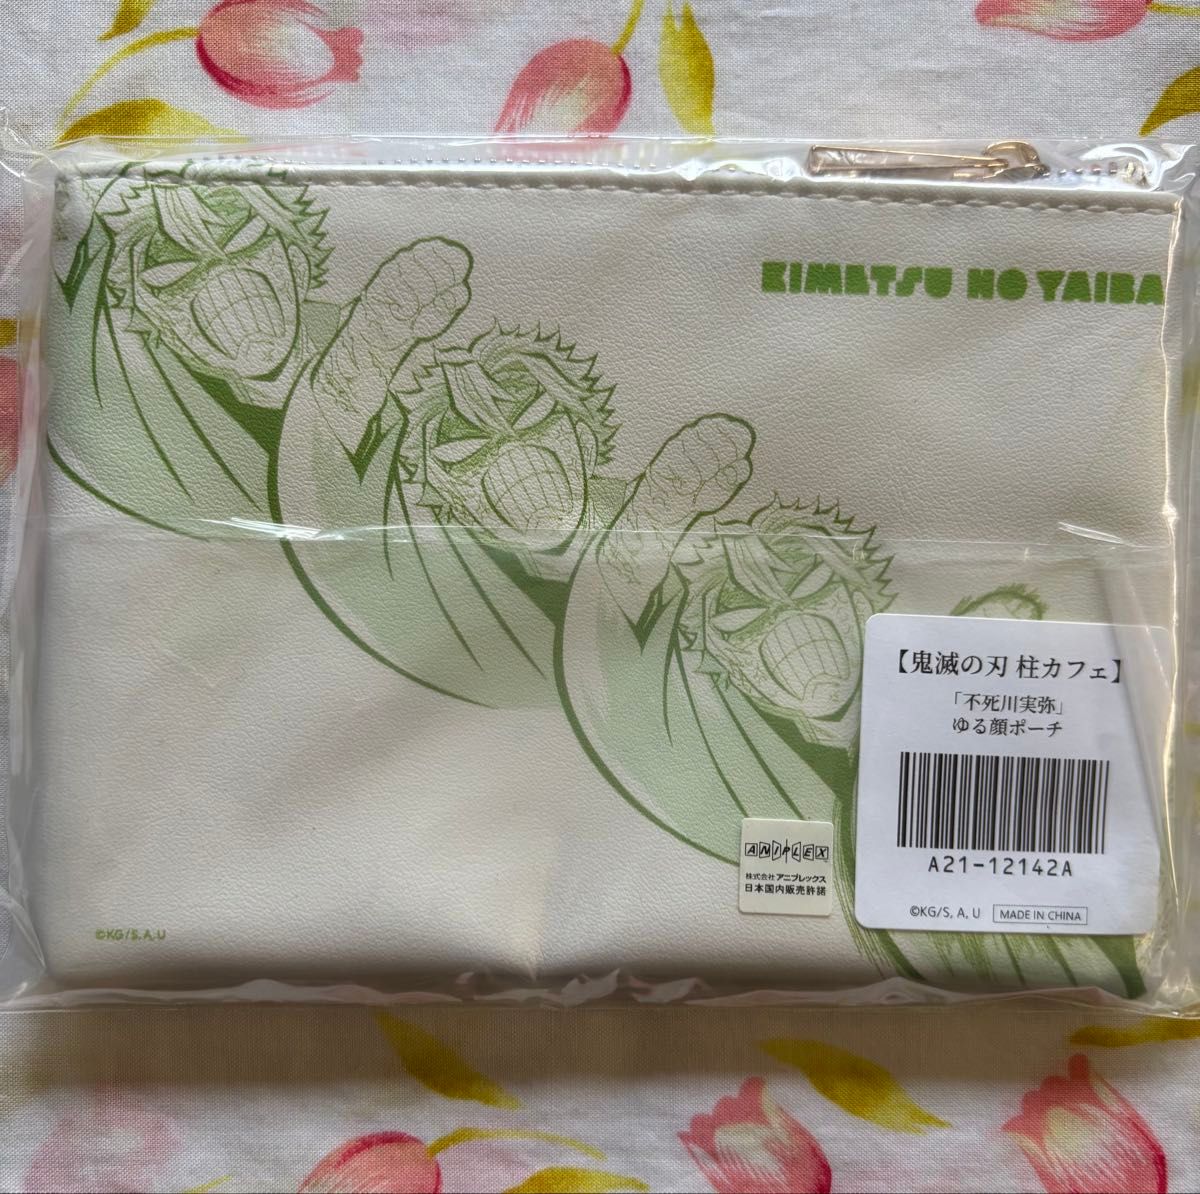 KIMETSU NO YAIBA
【鬼滅の刃 柱カフェ】
「不死川実弥」
ゆる顔ポーチ
A21-12142A
©KG/S, A, U MADE IN CHINA
ANIPLEX
株式会社アニプレックス
日本国内販売許諾
©KG/S, A, U